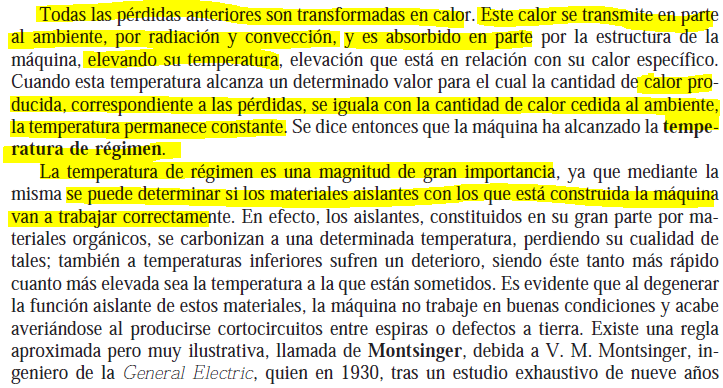 Todas las pérdidas anteriores son transformadas en calor. Este calor se transmite en parte
al ambiente, por radiación y convección, y es absorbido en parte por la estructura de la
máquina, elevando su temperatura, elevación que está en relación con su calor específico.
Cuando esta temperatura alcanza un determinado valor para el cual la cantidad de calor pro-
ducida, correspondiente a las pérdidas, se iguala con la cantidad de calor cedida al ambiente,
la temperatura permanece constante. Se dice entonces que la máquina ha alcanzado la tempe-
ratura de régimen.
La temperatura de régimen es una magnitud de gran importancia, ya que mediante la
misma se puede determinar si los materiales aislantes con los que está construida la máquina
van a trabajar correctamente. En efecto, los aislantes, constituidos en su gran parte por ma-
teriales orgánicos, se carbonizan a una determinada temperatura, perdiendo su cualidad de
tales; también a temperaturas inferiores sufren un deterioro, siendo éste tanto más rápido
cuanto más elevada sea la temperatura a la que están sometidos. Es evidente que al degenerar
la función aislante de estos materiales, la máquina no trabaje en buenas condiciones y acabe
averiándose al producirse cortocircuitos entre espiras o defectos a tierra. Existe una regla
aproximada pero muy ilustrativa, llamada de Montsinger, debida a V. M. Montsinger, in-
geniero de la General Electric, quien en 1930, tras un estudio exhaustivo de nueve años